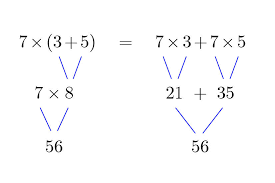 7 × (3 + 5) = 7 × 3 + 7 × 5
7 × 8 21 + 35
56 56